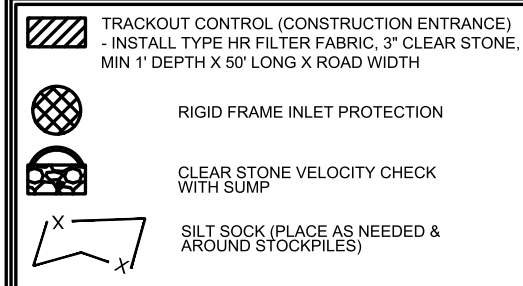 TRACKOUT CONTROL (CONSTRUCTION ENTRANCE)
- INSTALL TYPE HR FILTER FABRIC, 3" CLEAR STONE,
MIN 1' DEPTH X 50' LONG X ROAD WIDTH
RIGID FRAME INLET PROTECTION
CLEAR STONE VELOCITY CHECK
WITH SUMP
X
SILT SOCK (PLACE AS NEEDED &
AROUND STOCKPILES)
X